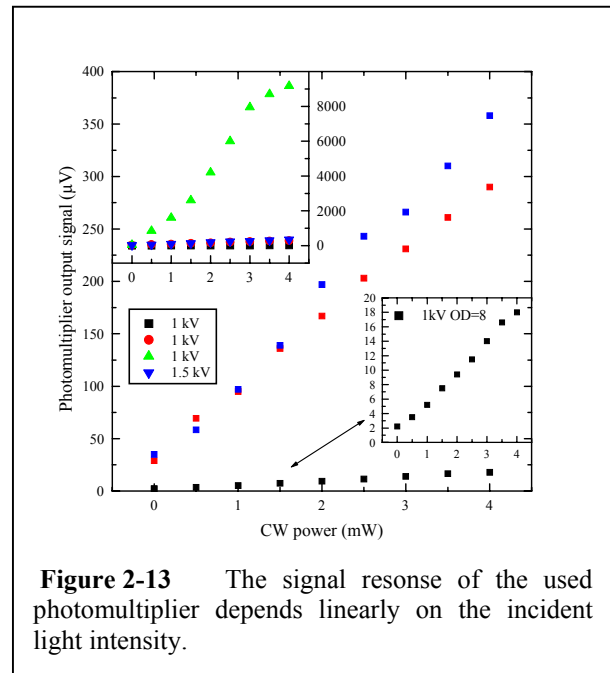 400
350
300
250
200
150
100
50
0
Photomultiplier output signal (µV)
8000
6000
4000
2000
0
0 1 2 3 4
1 kV
1 kV
1 kV
1.5 kV
1kV OD=8
20
18
16
14
12
10
8
6
4
2
0
0 1 2 3 4
0 1 2 3 4
CW power (mW)
Figure 2-13 The signal resonse of the used
photomultiplier depends linearly on the incident
light intensity.